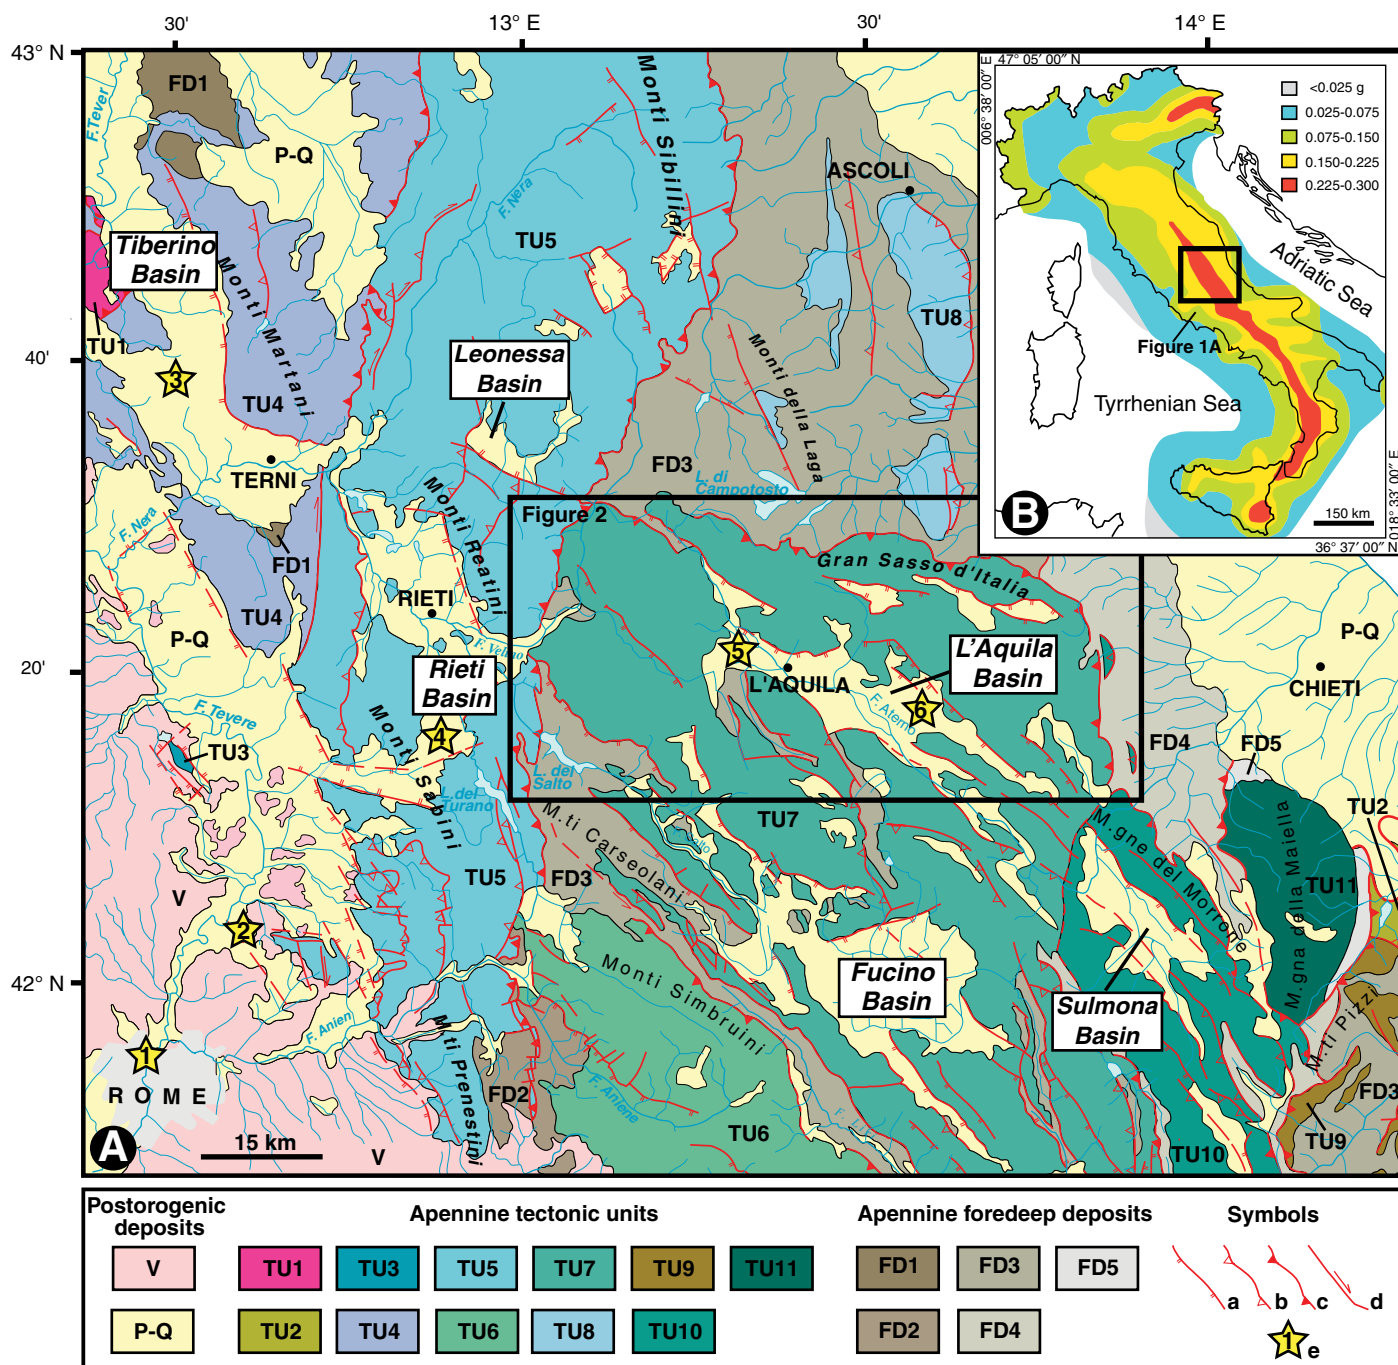 30'
13° E
30'
14° E
43° N
40'
20'
42° N
FD1
F.Tever
P-Q
Tiberino
Basin
Monti Martani
TU1
3
TU4
TERNI
F. Nera
FD1
TU4
P-Q
F. Tevere
TU3
V
2
F. Anien
1
ROME
A
15 km
V
Monti Sibillini
F. Nera
TU5
Leonessa
Basin
Monti Reatini
RIETI
F. Velino
Rieti
Basin
4
Monti Sabini
L. del
Turano
TU5
M.ti Prenestini
FD2
ASCOLI
TU8
Monti della Laga
FD3
L. di
Campotosto
Figure 2
Gran Sasso d'Italia
5
L'AQUILA
L'Aquila
Basin
6
F. Aterno
L. del
Salto
M.ti Carseolani
FD3
TU7
Monti Simbruini
F. Aniene
TU6
Fucino
Basin
Sulmona
Basin
M.gne del Morrone
TU10
P-Q
CHIETI
FD4
FD5
TU2
TU11
M.gna della Maiella
M.ti Pizzi
FD3
TU9
47° 05' 00'' N
006° 38' 00'' E
<0.025 g
0.025-0.075
0.075-0.150
0.150-0.225
0.225-0.300
Adriatic Sea
Figure 1A
Tyrrhenian Sea
B
150 km
018° 33' 00'' E
36° 37' 00'' N
Postorogenic
deposits
Apennine tectonic units
Apennine foredeep deposits
Symbols
V
TU1
TU3
TU5
TU7
TU9
TU11
FD1
FD3
FD5
a
b
c
d
P-Q
TU2
TU4
TU6
TU8
TU10
FD2
FD4
1
e